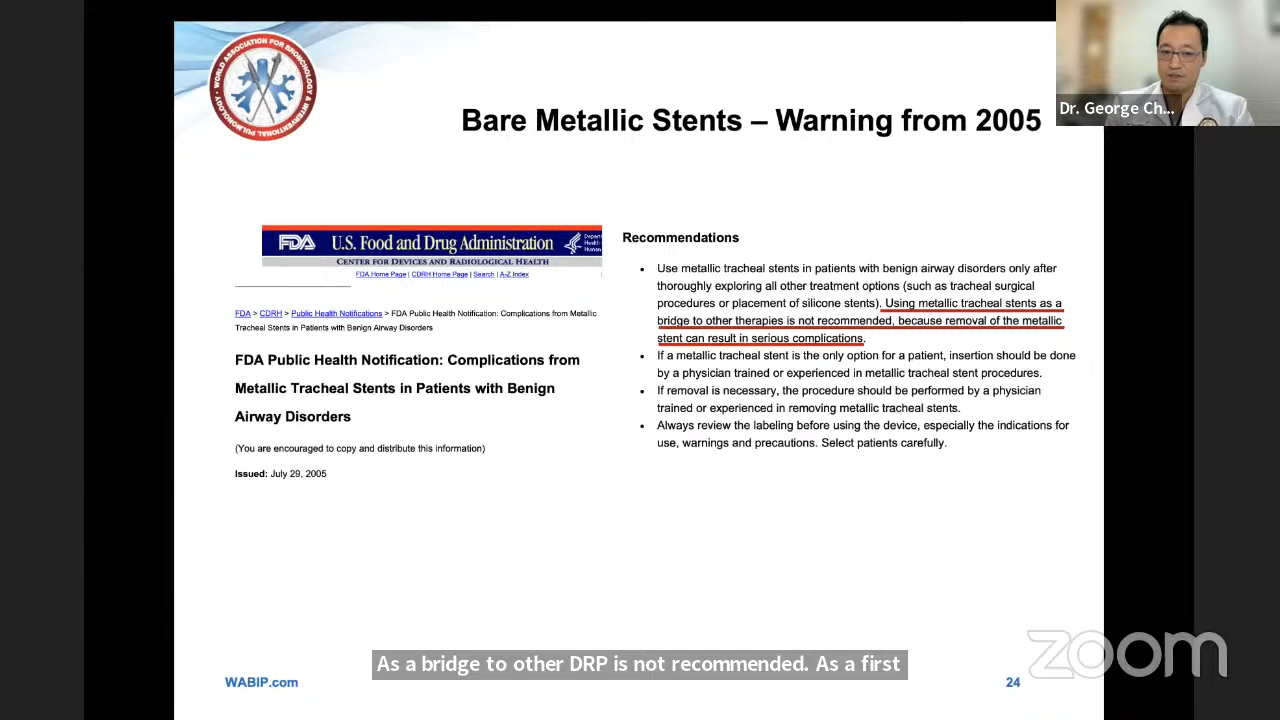 WORLD ASSOCIATION FOR BRONCHOLOGY & INTERVENTIONAL PULMONOLOGY
Dr. George Ch...
Bare Metallic Stents – Warning from 2005
FDA U.S. Food and Drug Administration
Department
Health
Human
CENTER FOR DEVICES AND RADIOLOGICAL HEALTH
FDA Home Page | CDRH Home Page | Search | A-Z Index
FDA > CDRH > Public Health Notifications > FDA Public Health Notification: Complications from Metallic
Tracheal Stents in Patients with Benign Airway Disorders
FDA Public Health Notification: Complications from
Metallic Tracheal Stents in Patients with Benign
Airway Disorders
(You are encouraged to copy and distribute this information)
Issued: July 29, 2005
Recommendations
• Use metallic tracheal stents in patients with benign airway disorders only after
thoroughly exploring all other treatment options (such as tracheal surgical
procedures or placement of silicone stents). Using metallic tracheal stents as a
bridge to other therapies is not recommended, because removal of the metallic
stent can result in serious complications.
• If a metallic tracheal stent is the only option for a patient, insertion should be done
by a physician trained or experienced in metallic tracheal stent procedures.
• If removal is necessary, the procedure should be performed by a physician
trained or experienced in removing metallic tracheal stents.
• Always review the labeling before using the device, especially the indications for
use, warnings and precautions. Select patients carefully.
As a bridge to other DRP is not recommended. As a first
WABIP.com
24
zoom